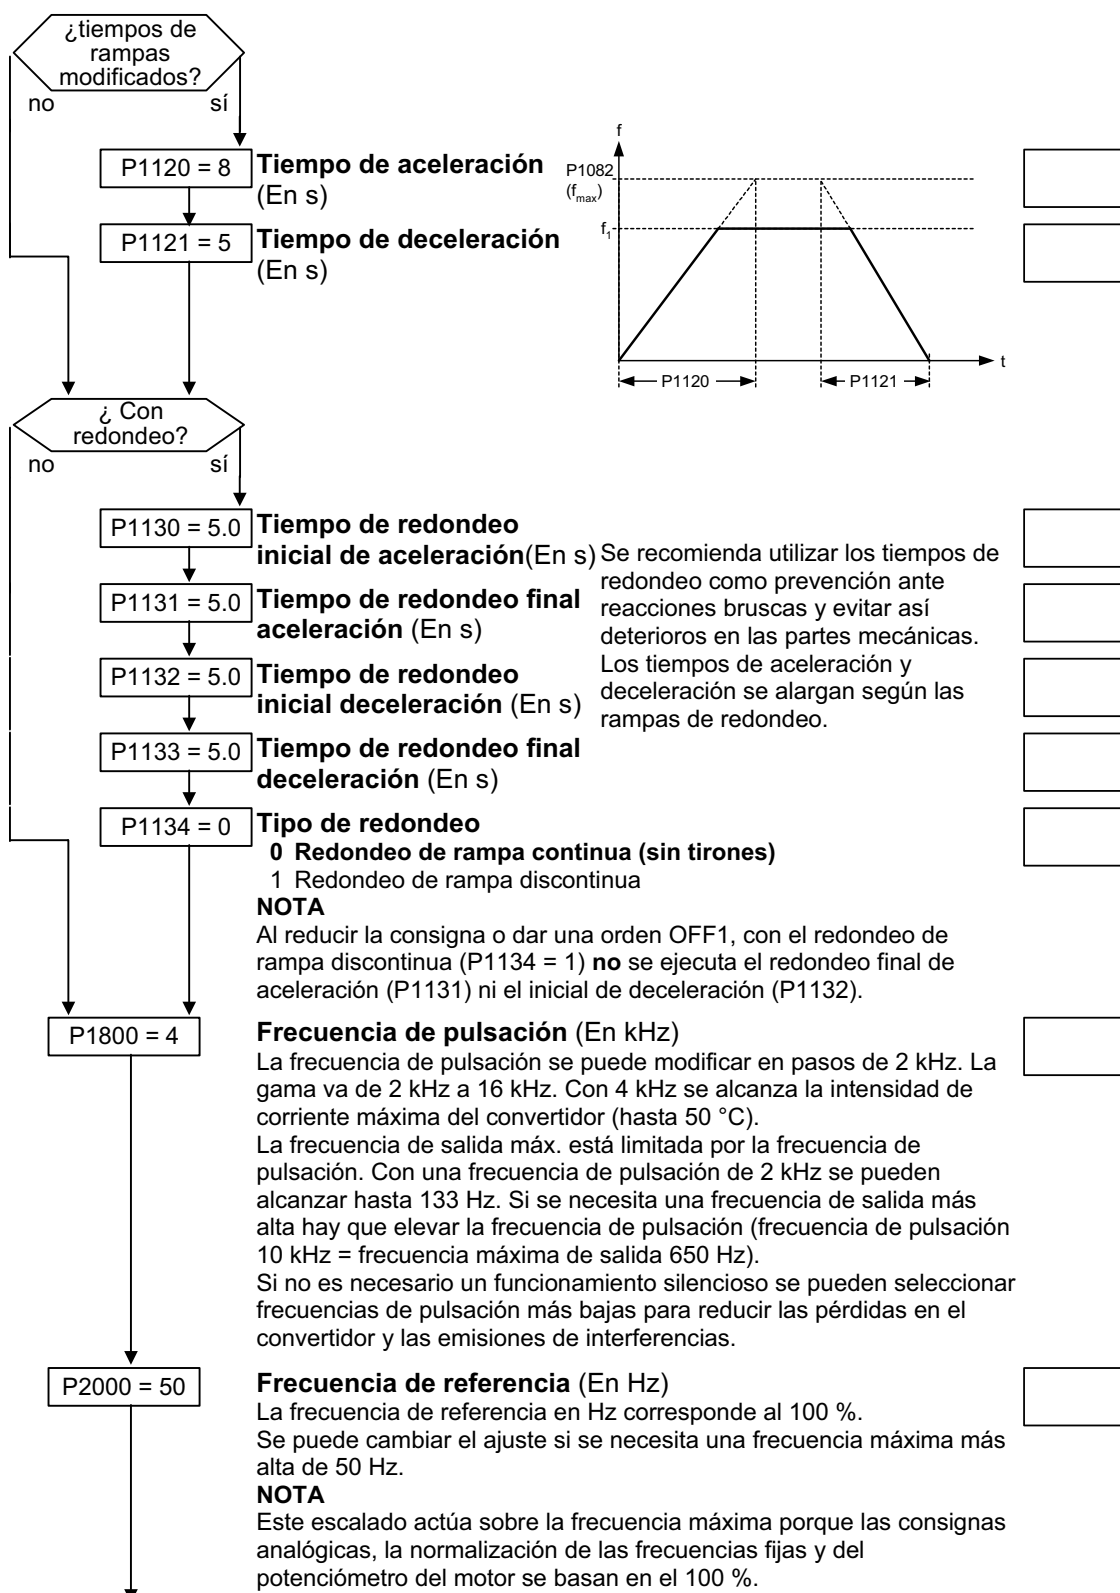 ¿tiempos de
rampas
modificados?
no
sí
P1120 = 8
Tiempo de aceleración
(En s)
P1121 = 5
Tiempo de deceleración
(En s)
f
P1082
(fmax)
f1
t
P1120
P1121
¿ Con
redondeo?
no
sí
P1130 = 5.0
Tiempo de redondeo
inicial de aceleración(En s)
P1131 = 5.0
Tiempo de redondeo final
aceleración (En s)
P1132 = 5.0
Tiempo de redondeo
inicial deceleración (En s)
P1133 = 5.0
Tiempo de redondeo final
deceleración (En s)
Se recomienda utilizar los tiempos de
redondeo como prevención ante
reacciones bruscas y evitar así
deterioros en las partes mecánicas.
Los tiempos de aceleración y
deceleración se alargan según las
rampas de redondeo.
P1134 = 0
Tipo de redondeo
0 Redondeo de rampa continua (sin tirones)
1 Redondeo de rampa discontinua
NOTA
Al reducir la consigna o dar una orden OFF1, con el redondeo de
rampa discontinua (P1134 = 1) no se ejecuta el redondeo final de
aceleración (P1131) ni el inicial de deceleración (P1132).
P1800 = 4
Frecuencia de pulsación (En kHz)
La frecuencia de pulsación se puede modificar en pasos de 2 kHz. La
gama va de 2 kHz a 16 kHz. Con 4 kHz se alcanza la intensidad de
corriente máxima del convertidor (hasta 50 °C).
La frecuencia de salida máx. está limitada por la frecuencia de
pulsación. Con una frecuencia de pulsación de 2 kHz se pueden
alcanzar hasta 133 Hz. Si se necesita una frecuencia de salida más
alta hay que elevar la frecuencia de pulsación (frecuencia de pulsación
10 kHz = frecuencia máxima de salida 650 Hz).
Si no es necesario un funcionamiento silencioso se pueden seleccionar
frecuencias de pulsación más bajas para reducir las pérdidas en el
convertidor y las emisiones de interferencias.
P2000 = 50
Frecuencia de referencia (En Hz)
La frecuencia de referencia en Hz corresponde al 100 %.
Se puede cambiar el ajuste si se necesita una frecuencia máxima más
alta de 50 Hz.
NOTA
Este escalado actúa sobre la frecuencia máxima porque las consignas
analógicas, la normalización de las frecuencias fijas y del
potenciómetro del motor se basan en el 100 %.